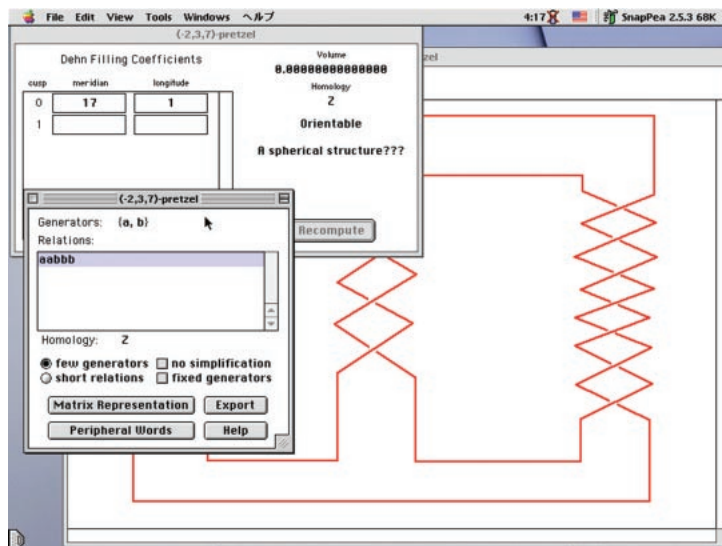 File Edit View Tools Windows ヘルプ 4:17 SnapPea 2.5.3 68K
(-2,3,7)-pretzel
Dehn Filling Coefficients
cusp meridian longitude
0 17 1
1
Volume
0.00000000000000
Homology
Z
Orientable
A spherical structure???
Recompute
(-2,3,7)-pretzel
Generators: {a, b}
Relations:
aabbb
Homology: Z
few generators no simplification
short relations fixed generators
Matrix Representation Export
Peripheral Words Help